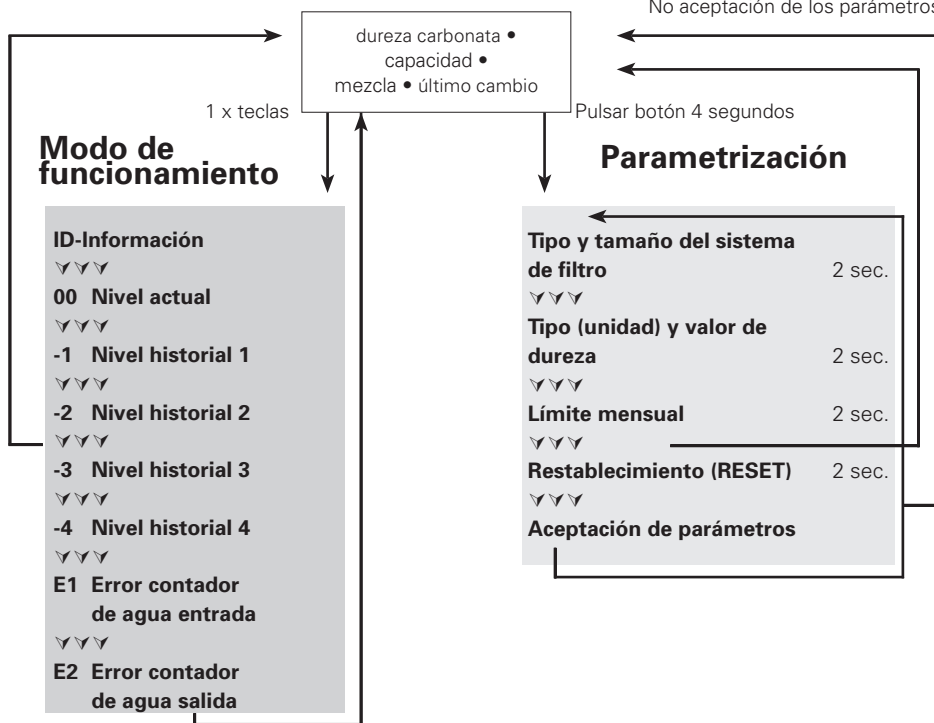 No aceptación de los parámetros
dureza carbonata •
capacidad •
mezcla • último cambio
1 x teclas
Pulsar botón 4 segundos
Modo de
funcionamiento
ID-Información
00 Nivel actual
-1 Nivel historial 1
-2 Nivel historial 2
-3 Nivel historial 3
-4 Nivel historial 4
E1 Error contador
de agua entrada
E2 Error contador
de agua salida
Parametrización
Tipo y tamaño del sistema
de filtro 2 sec.
Tipo (unidad) y valor de
dureza 2 sec.
Límite mensual 2 sec.
Restablecimiento (RESET) 2 sec.
Aceptación de parámetros